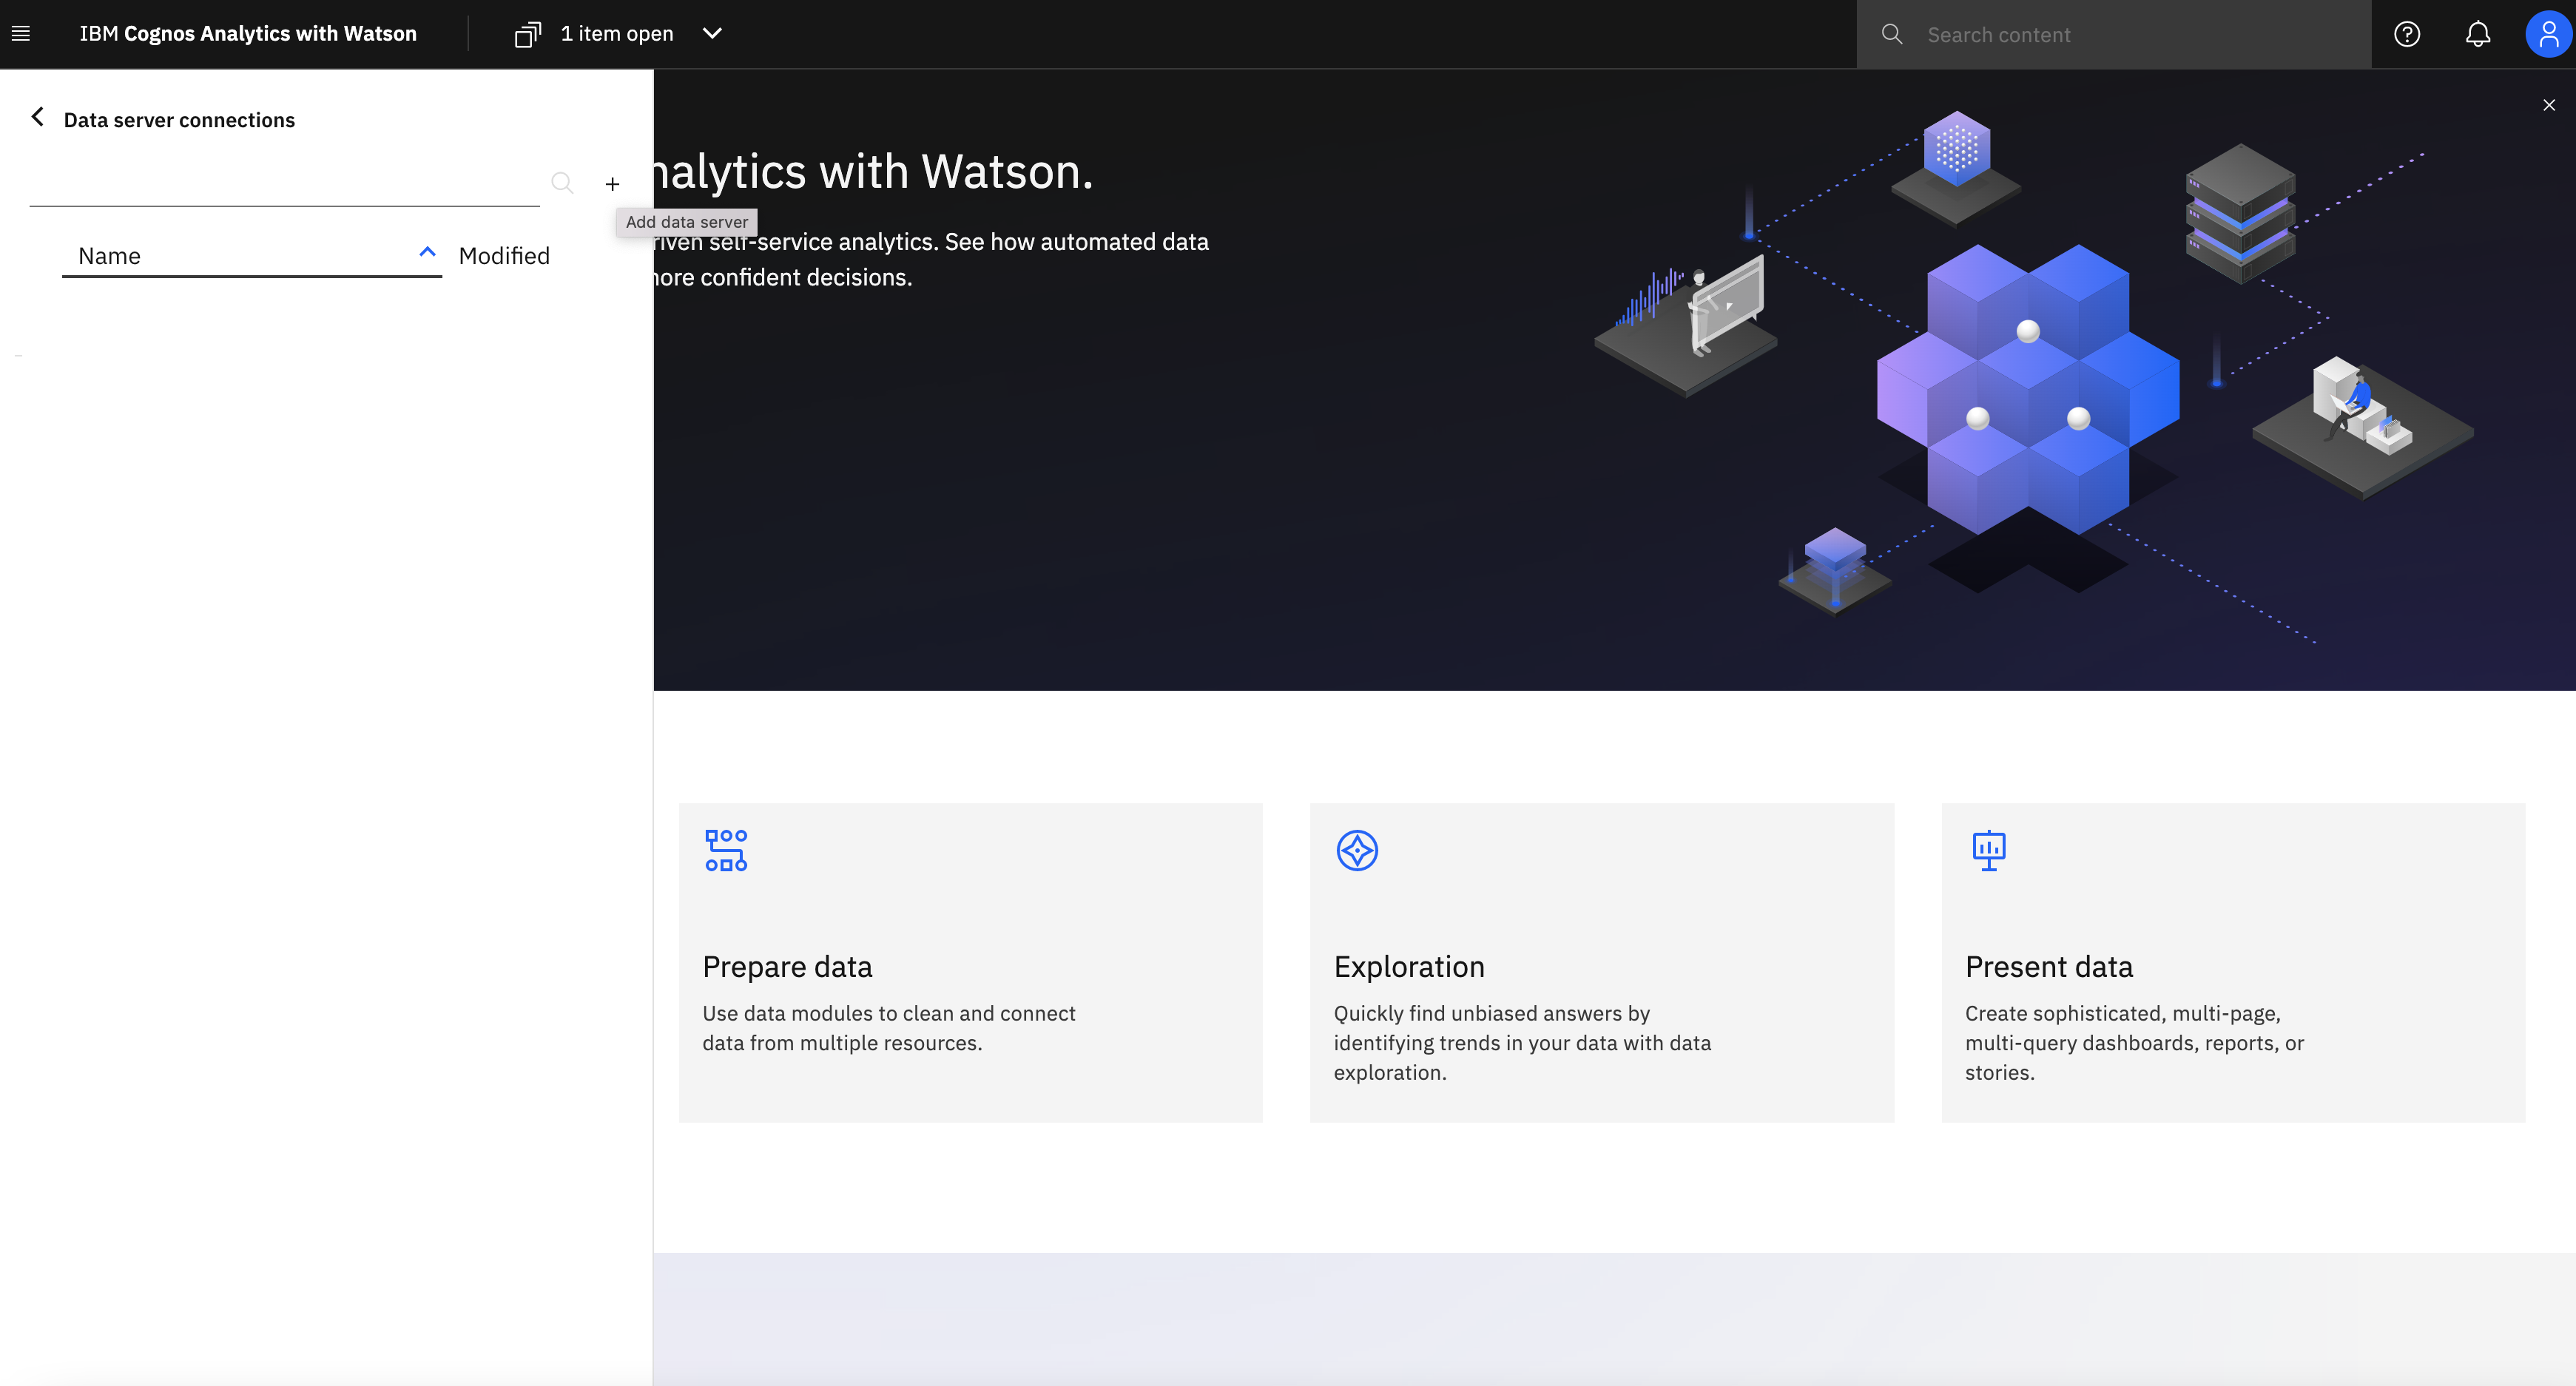 IBM Cognos Analytics with Watson
1 item open
Search content
Data server connections
Add data server
Name
Modified
nalytics with Watson.
riven self-service analytics. See how automated data
more confident decisions.
Prepare data
Use data modules to clean and connect
data from multiple resources.
Exploration
Quickly find unbiased answers by
identifying trends in your data with data
exploration.
Present data
Create sophisticated, multi-page,
multi-query dashboards, reports, or
stories.